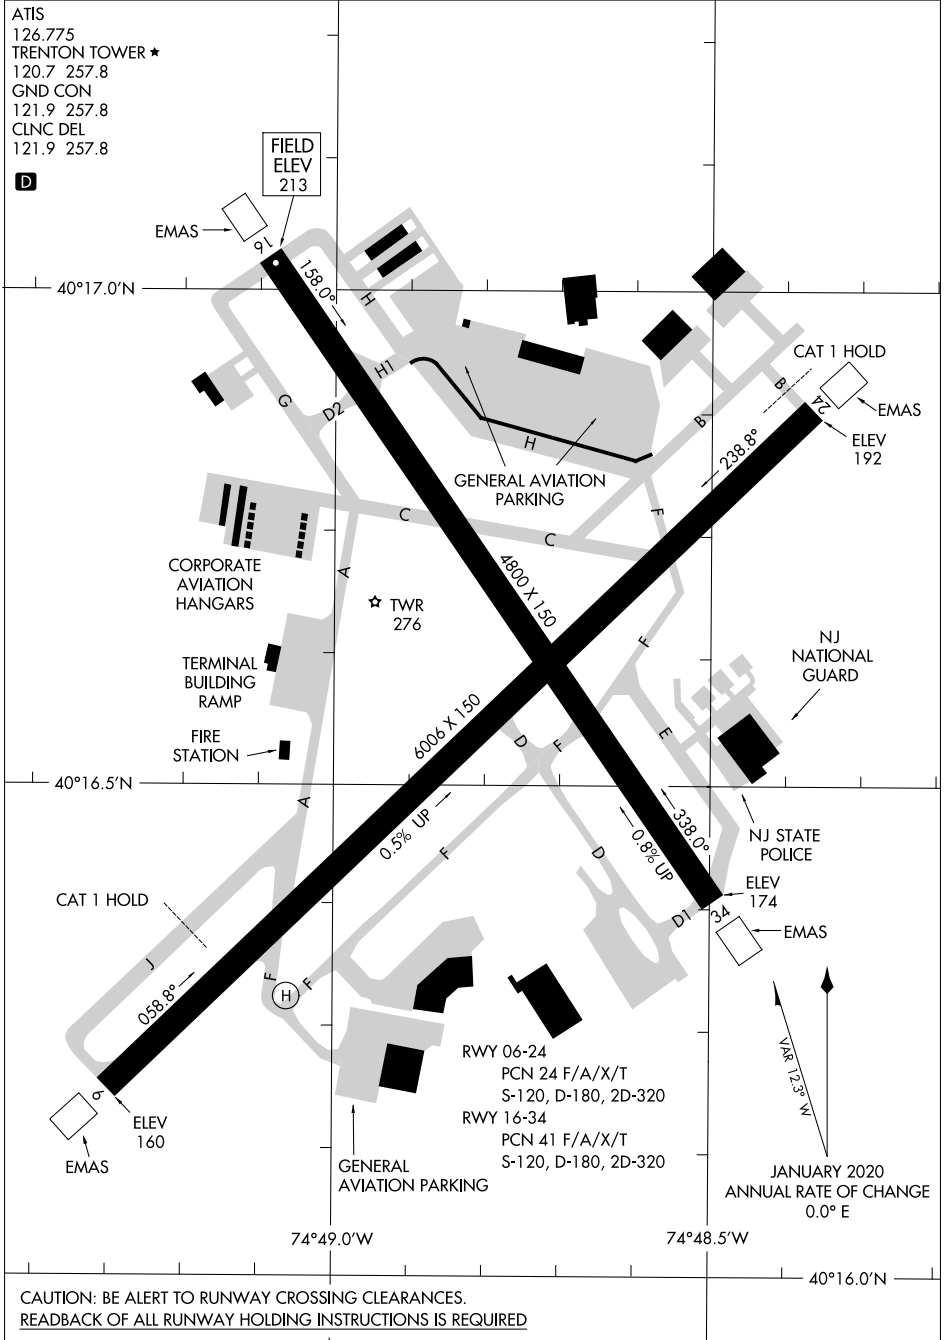 ATIS
126.775
TRENTON TOWER ★
120.7 257.8
GND CON
121.9 257.8
CLNC DEL
121.9 257.8
D
FIELD
ELEV
213
EMAS
16
158.0°
H
40°17.0'N
CAT 1 HOLD
H1
B
EMAS
24
G
D2
B
ELEV
192
H
238.8°
GENERAL AVIATION
PARKING
C
F
C
CORPORATE
AVIATION
HANGARS
A
4800 X 150
TWR
276
F
NJ
NATIONAL
GUARD
TERMINAL
BUILDING
RAMP
6006 X 150
FIRE
STATION
D
F
E
40°16.5'N
A
0.5% UP
F
D
0.8% UP
338.0°
NJ STATE
POLICE
CAT 1 HOLD
ELEV
174
D1
34
EMAS
J
058.8°
F
F
H
VAR 12.3° W
RWY 06-24
PCN 24 F/A/X/T
S-120, D-180, 2D-320
RWY 16-34
PCN 41 F/A/X/T
S-120, D-180, 2D-320
6
ELEV
160
EMAS
GENERAL
AVIATION PARKING
JANUARY 2020
ANNUAL RATE OF CHANGE
0.0° E
74°49.0'W
74°48.5'W
40°16.0'N
CAUTION: BE ALERT TO RUNWAY CROSSING CLEARANCES.
READBACK OF ALL RUNWAY HOLDING INSTRUCTIONS IS REQUIRED